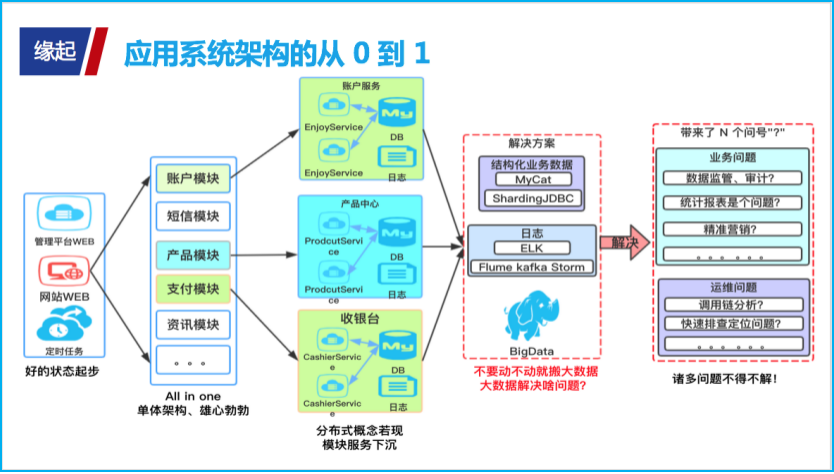 缘起
应用系统架构的从 0 到 1
管理平台WEB
网站WEB
定时任务
好的状态起步
账户模块
短信模块
产品模块
支付模块
资讯模块
。。。
All in one
单体架构、雄心勃勃
账户服务
EnjoyService
My
DB
EnjoyService
日志
产品中心
ProdcutServi
ce
My
DB
ProdcutServi
ce
日志
收银台
CashierServic
e
My
DB
CashierServic
e
日志
分布式概念若现
模块服务下沉
解决方案
结构化业务数据
MyCat
ShardingJDBC
日志
ELK
Flume kafka Storm
BigData
不要动不动就搬大数据
大数据解决啥问题?
解决
带来了 N 个问号"?"
业务问题
数据监管、审计?
统计报表是个问题?
精准营销?
。。。。。。
运维问题
调用链分析?
快速排查定位问题?
。。。。。。
诸多问题不得不解!